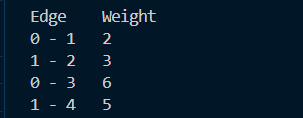 Edge   Weight
0 - 1   2
1 - 2   3
0 - 3   6
1 - 4   5